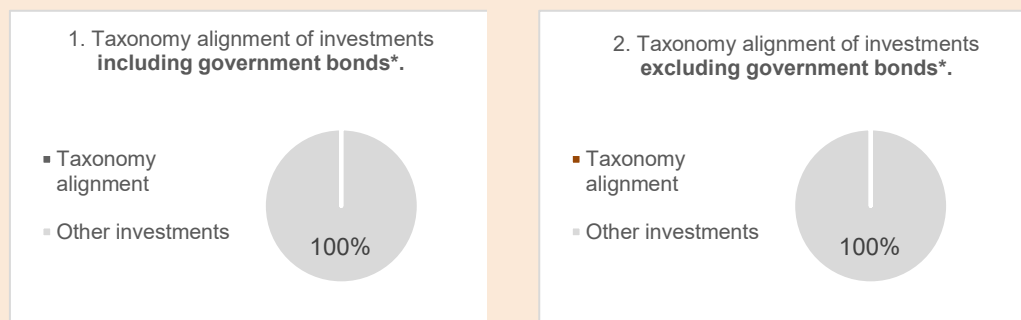 1. Taxonomy alignment of investments
including government bonds*.
Taxonomy
alignment
Other investments
100%
2. Taxonomy alignment of investments
excluding government bonds*.
Taxonomy
alignment
Other investments
100%